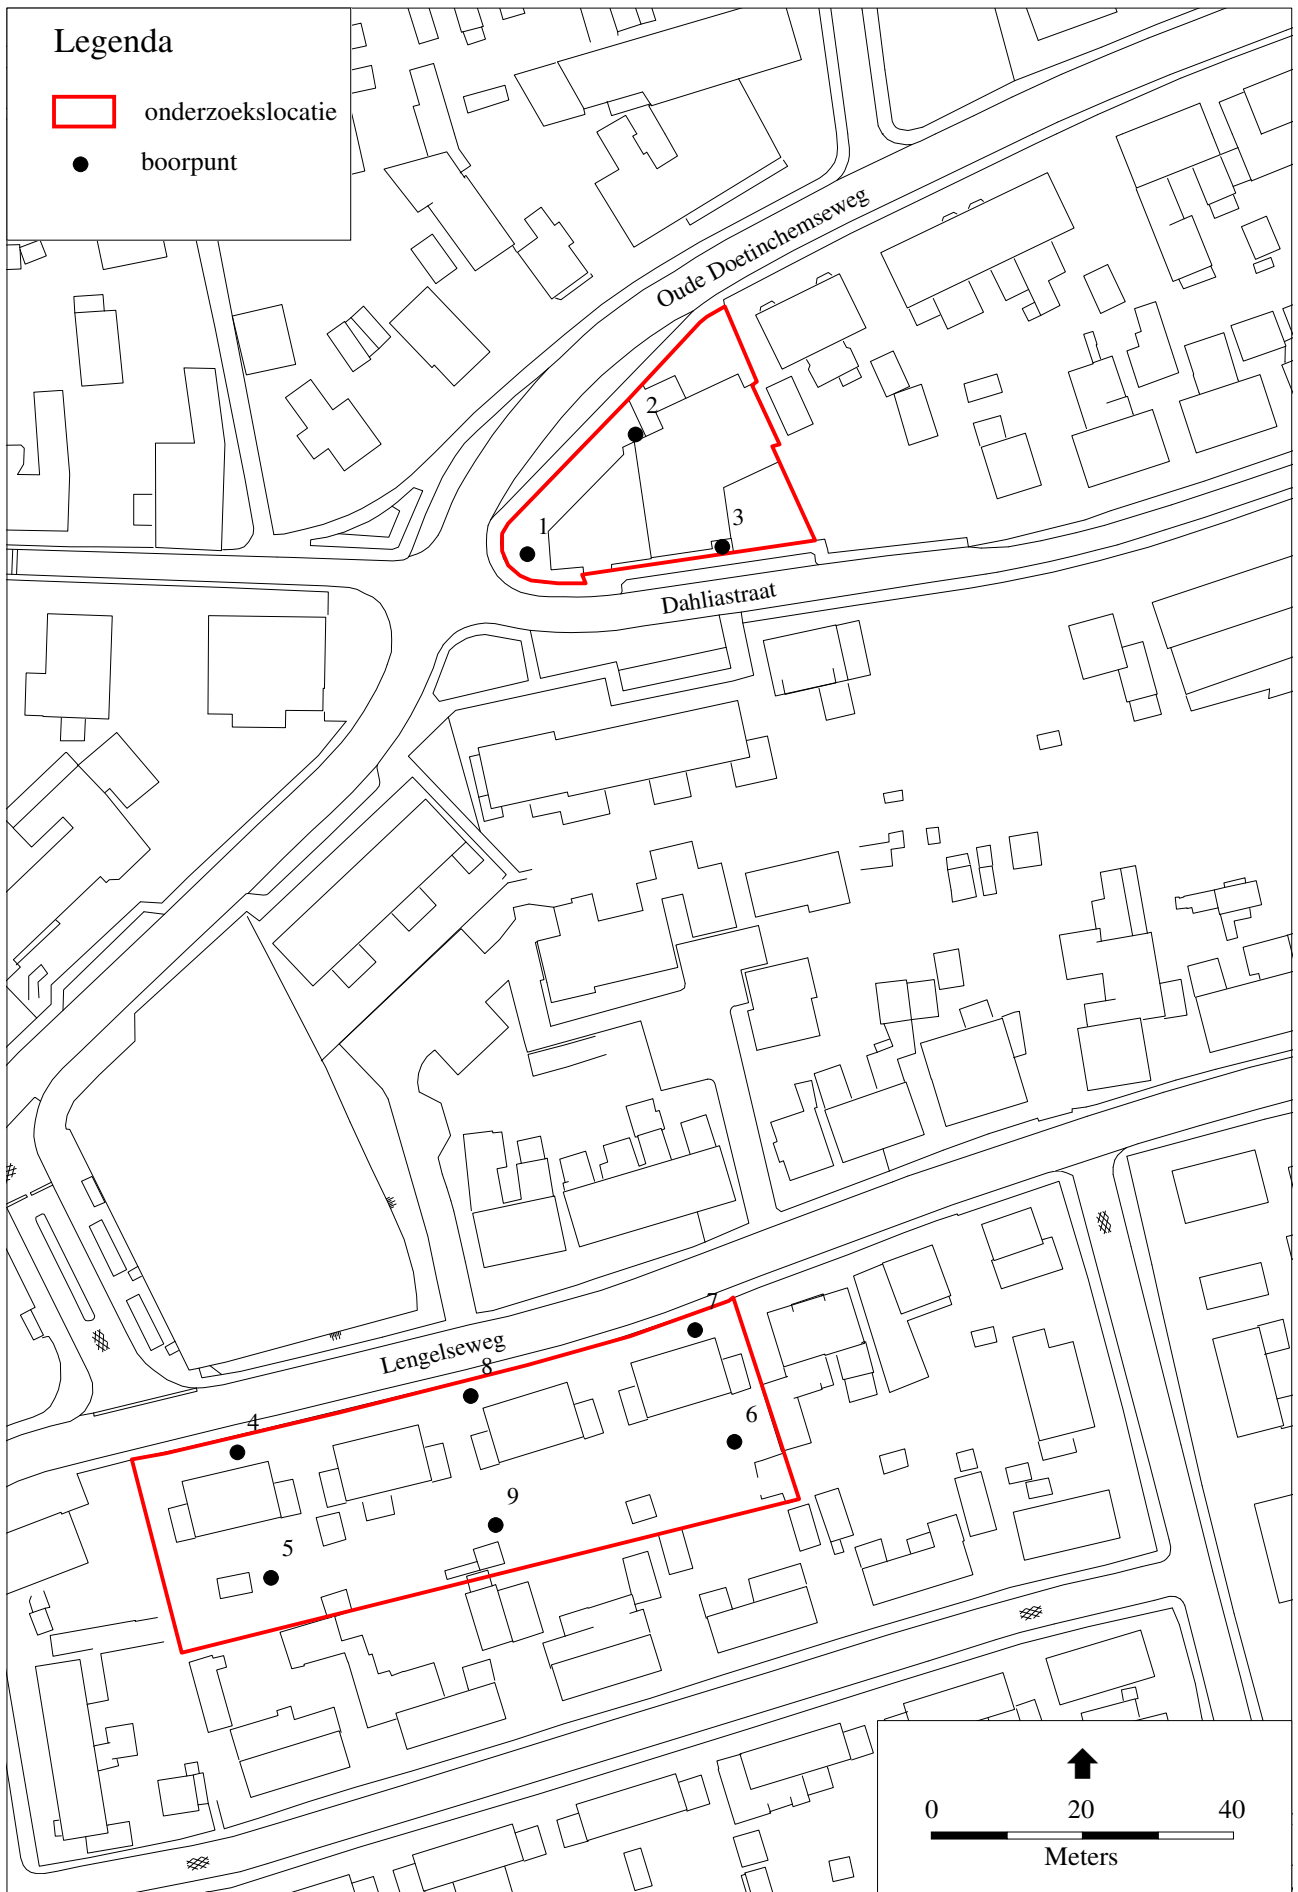 Legenda
onderzoekslocatie
boorpunt
Oude Doetinchemseweg
2
1
3
Dahliastraat
7
Lengelseweg
8
4
6
9
5
0 20 40
Meters